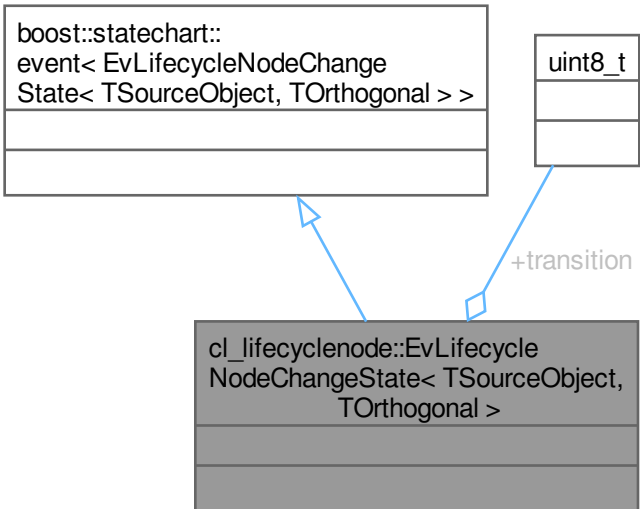 boost::statechart::
event< EvLifecycleNodeChange
State< TSourceObject, TOrthogonal > >
uint8_t
+transition
cl_lifecyclenode::EvLifecycle
NodeChangeState< TSourceObject,
TOrthogonal >